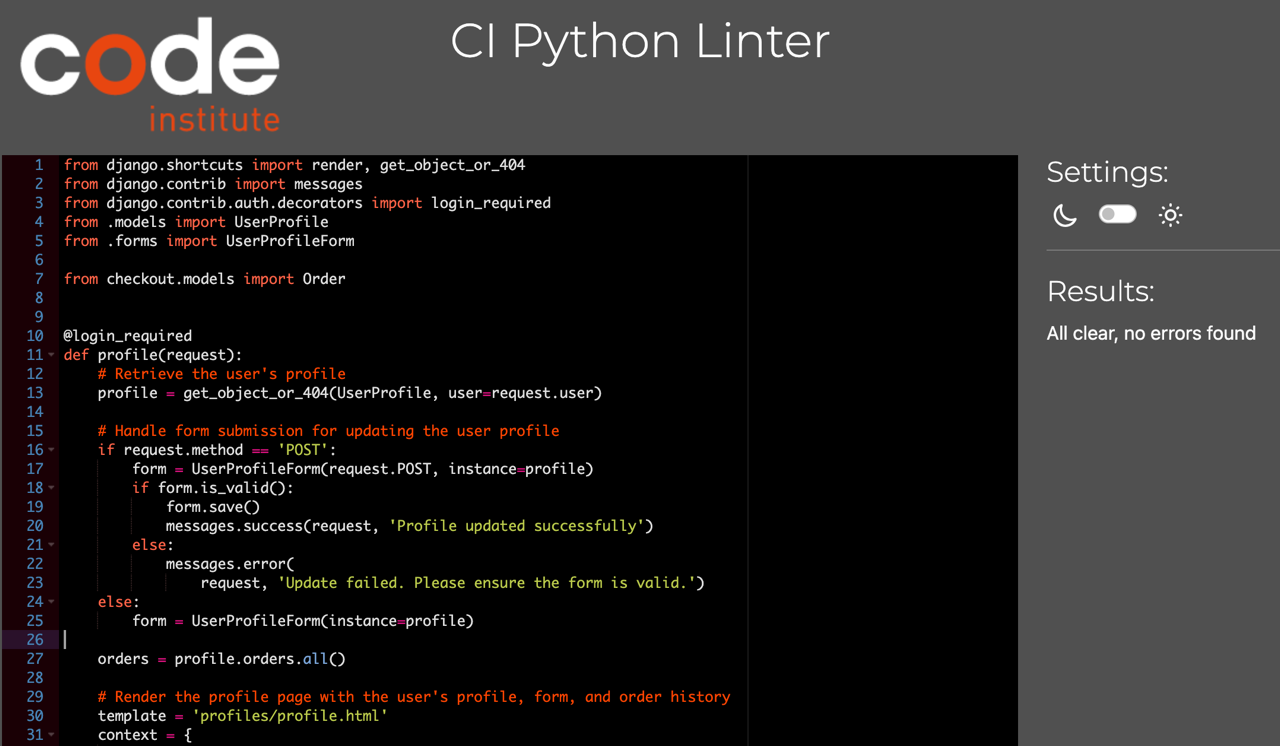 code
institute
CI Python Linter
1 from django.shortcuts import render, get_object_or_404
2 from django.contrib import messages
3 from django.contrib.auth.decorators import login_required
4 from .models import UserProfile
5 from .forms import UserProfileForm
6
7 from checkout.models import Order
8
9
10 @login_required
11 def profile(request):
12     # Retrieve the user's profile
13     profile = get_object_or_404(UserProfile, user=request.user)
14
15     # Handle form submission for updating the user profile
16     if request.method == 'POST':
17         form = UserProfileForm(request.POST, instance=profile)
18         if form.is_valid():
19             form.save()
20             messages.success(request, 'Profile updated successfully')
21         else:
22             messages.error(
23                 request, 'Update failed. Please ensure the form is valid.')
24     else:
25         form = UserProfileForm(instance=profile)
26
27     orders = profile.orders.all()
28
29     # Render the profile page with the user's profile, form, and order history
30     template = 'profiles/profile.html'
31     context = {
Settings:
Results:
All clear, no errors found